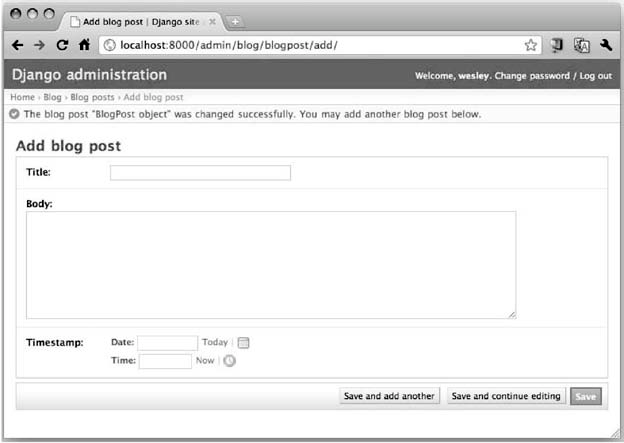 Add blog post | Django site
localhost:8000/admin/blog/blogpost/add/
Django administration
Welcome, wesley. Change password / Log out
Home › Blog › Blog posts › Add blog post
The blog post "BlogPost object" was changed successfully. You may add another blog post below.
Add blog post
Title:
Body:
Timestamp: Date: Today |
Time: Now |
Save and add another Save and continue editing Save